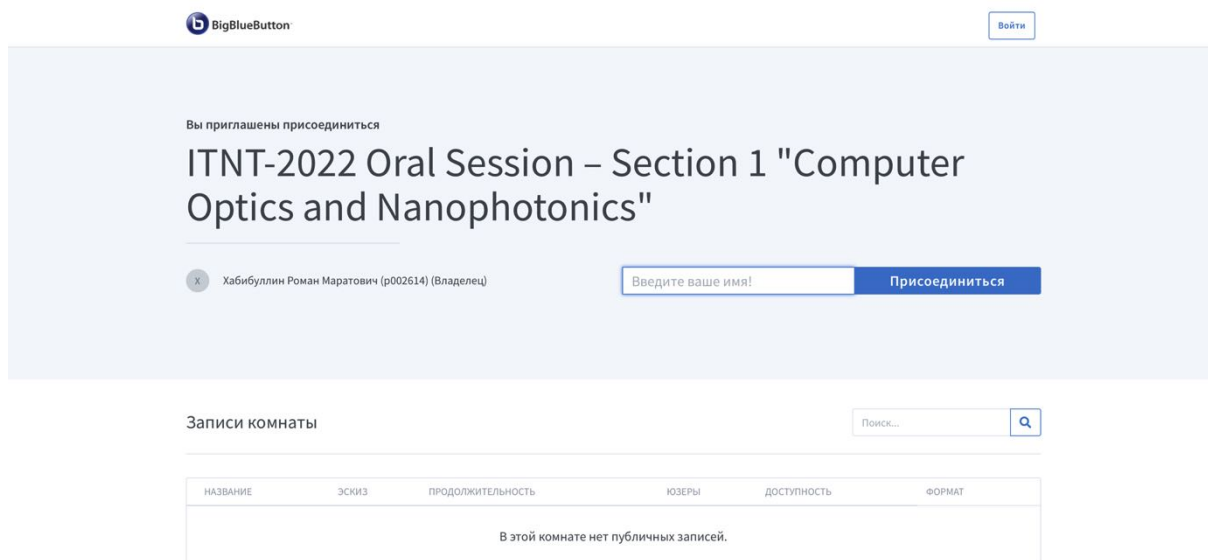 BigBlueButton
Войти
Вы приглашены присоединиться
ITNT-2022 Oral Session – Section 1 "Computer
Optics and Nanophotonics"
Х
Хабибуллин Роман Маратович (p002614) (Владелец)
Введите ваше имя!
Присоединиться
Записи комнаты
Поиск...
НАЗВАНИЕ ЭСКИЗ ПРОДОЛЖИТЕЛЬНОСТЬ ЮЗЕРЫ ДОСТУПНОСТЬ ФОРМАТ
В этой комнате нет публичных записей.